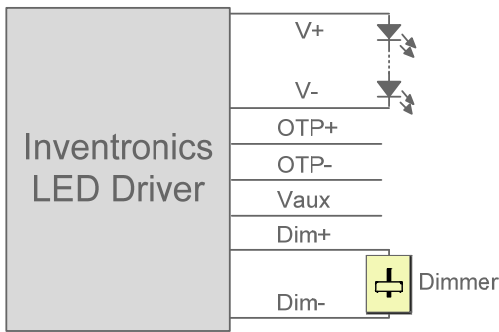 V+
V-
OTP+
Inventronics
LED Driver
OTP-
Vaux
Dim+
Dimmer
Dim-